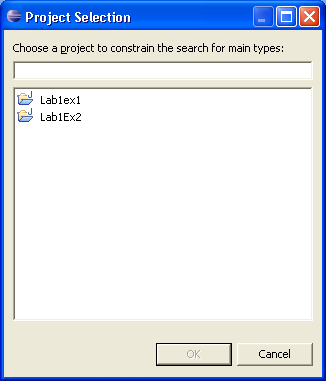 Project Selection
Choose a project to constrain the search for main types:
Lab1ex1
Lab1Ex2
OK
Cancel